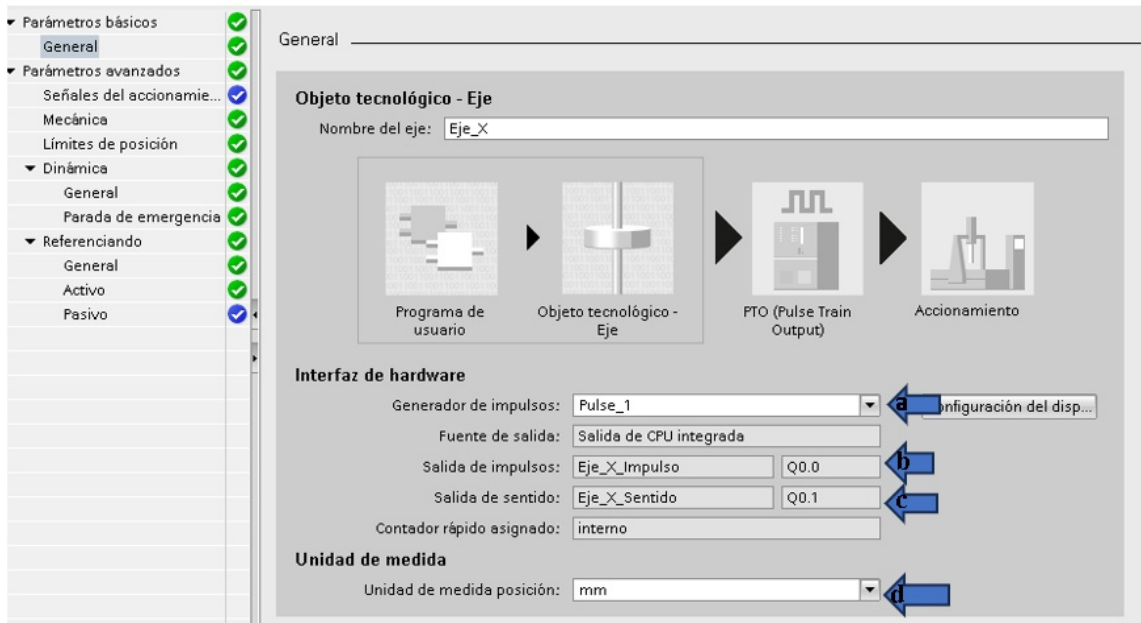 Parámetros básicos
General
Parámetros avanzados
Señales del accionamie...
Mecánica
Límites de posición
Dinámica
General
Parada de emergencia
Referenciando
General
Activo
Pasivo
General
Objeto tecnológico - Eje
Nombre del eje: Eje_X
Programa de
usuario
Objeto tecnológico -
Eje
PTO (Pulse Train
Output)
Accionamiento
Interfaz de hardware
Generador de impulsos: Pulse_1 a onfiguración del disp...
Fuente de salida: Salida de CPU integrada
Salida de impulsos: Eje_X_Impulso Q0.0 b
Salida de sentido: Eje_X_Sentido Q0.1 c
Contador rápido asignado: interno
Unidad de medida
Unidad de medida posición: mm d